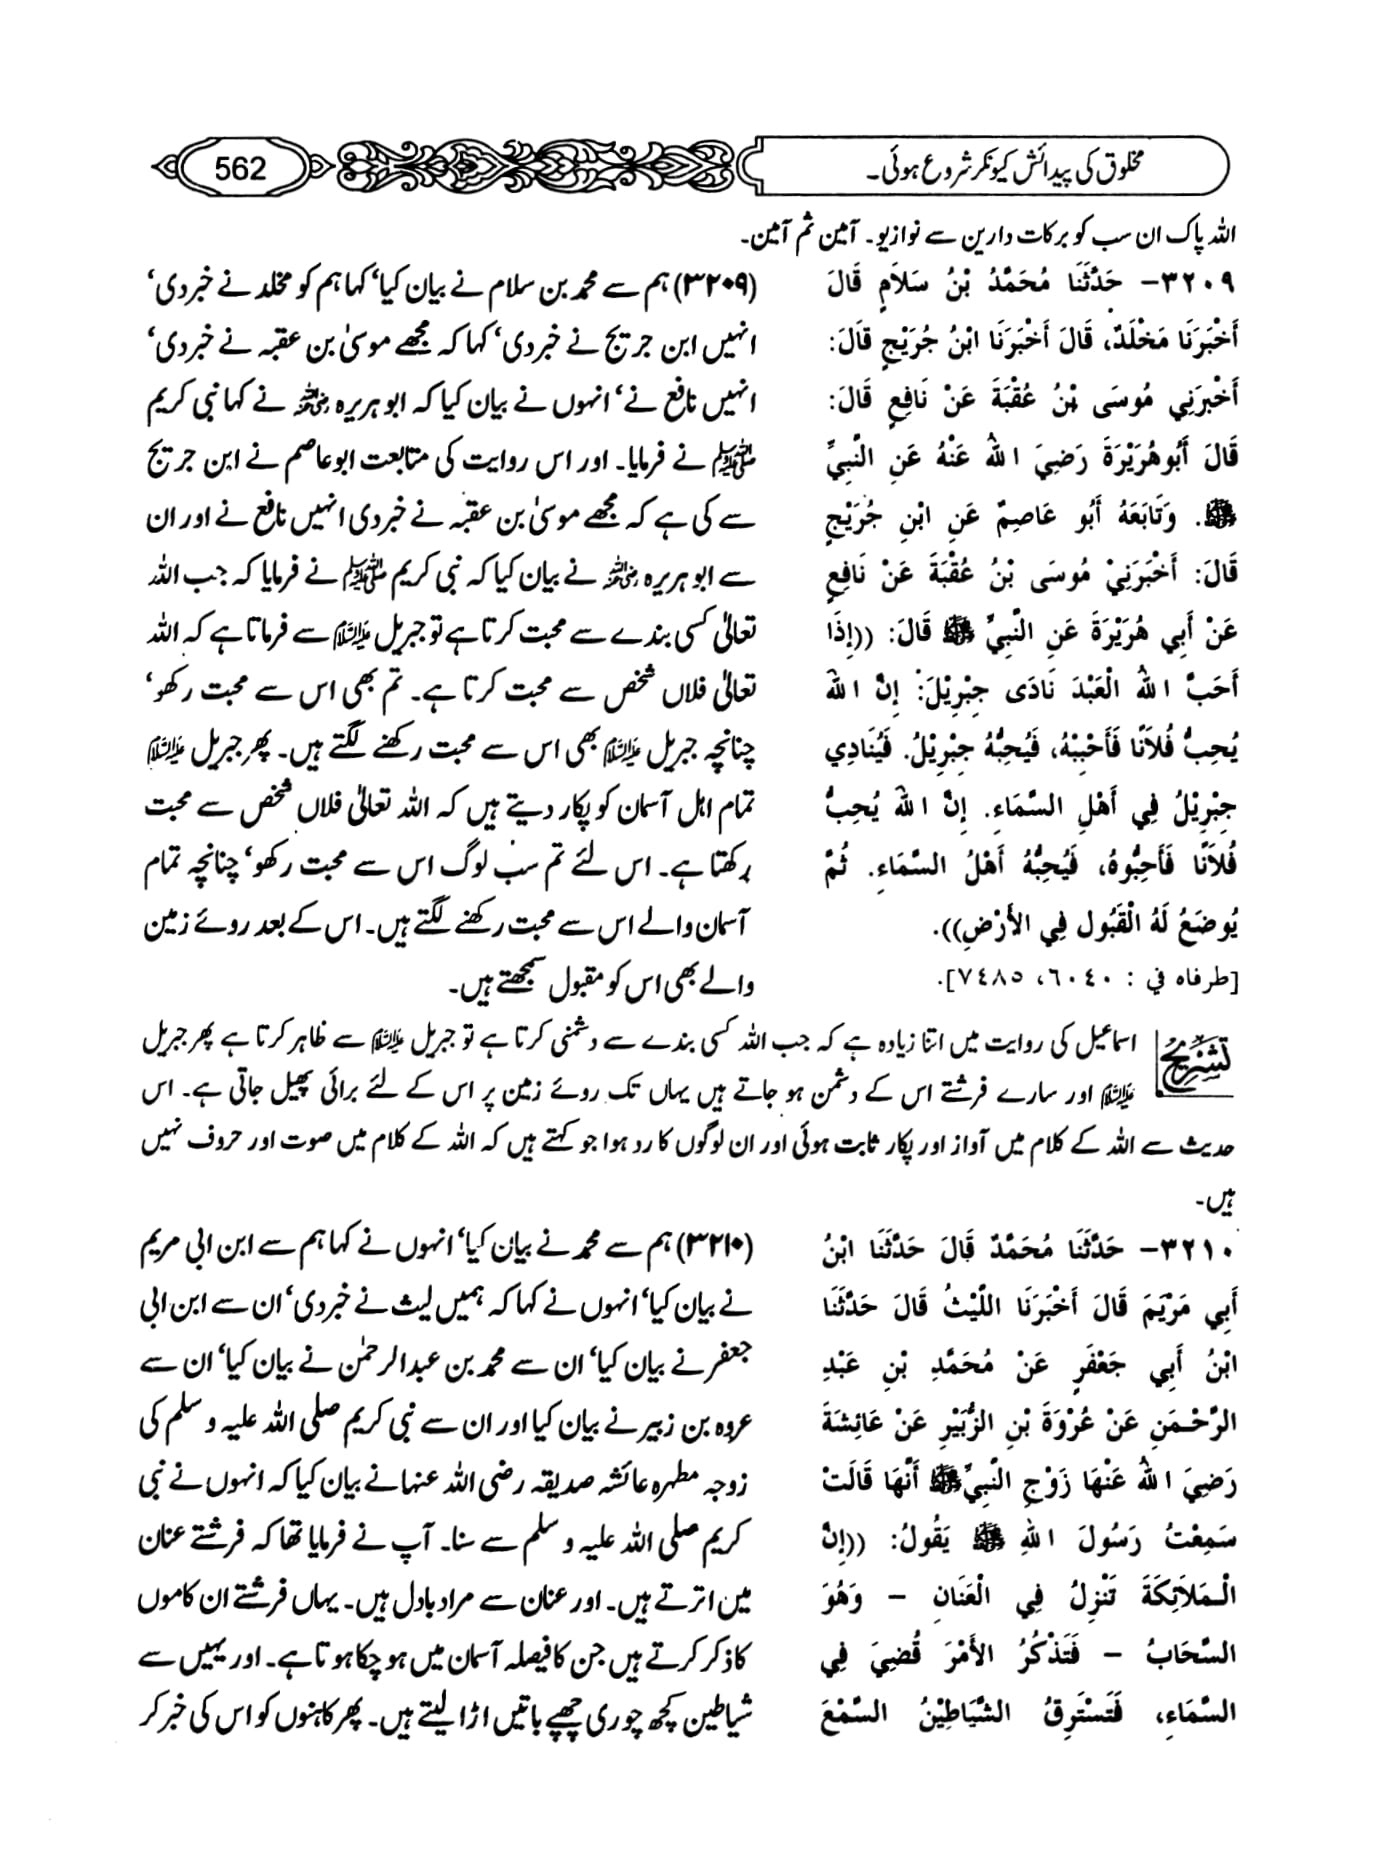 مخلوق کی پیدائش کیونکر شروع ہوئی۔
562
اللہ پاک ان سب کو برکات دارین سے نوازیو۔ آمین ثم آمین۔
٣٢٠٩- حَدَّثَنَا مُحَمَّدُ بْنُ سَلَامٍ قَالَ
أَخْبَرَنَا مَخْلَدٌ، قَالَ أَخْبَرَنَا ابْنُ جُرَيْجٍ قَالَ:
أَخْبَرَنِي مُوسَى بْنُ عُقْبَةَ عَنْ نَافِعٍ قَالَ:
قَالَ أَبُوهُرَيْرَةَ رَضِيَ اللهُ عَنْهُ عَنِ النَّبِيِّ
ﷺ. وَتَابَعَهُ أَبُو عَاصِمٌ عَنِ ابْنِ جُرَيْجٍ
قَالَ: أَخْبَرَنِيْ مُوسَى بْنُ عُقْبَةَ عَنْ نَافِعٍ
عَنْ أَبِي هُرَيْرَةَ عَنِ النَّبِيِّ ﷺ قَالَ: ((إِذَا
أَحَبَّ اللهُ الْعَبْدَ نَادَى جِبْرِيْلَ: إِنَّ اللهَ
يُحِبُّ فُلاَنًا فَأَحْبِبْهُ، فَيُحِبُّهُ جِبْرِيْلُ. فَيُنَادِي
جِبْرِيْلُ فِي أَهْلِ السَّمَاءِ. إِنَّ اللهَ يُحِبُّ
فُلاَنًا فَأَحِبُّوهُ، فَيُحِبُّهُ أَهْلُ السَّمَاءِ. ثُمَّ
يُوضَعُ لَهُ الْقَبُول فِي الأَرْضِ)).
[طرفاه في : ٦٠٤٠، ٧٤٨٥].
(۳۲۰۹) ہم سے محمد بن سلام نے بیان کیا‘ کہا ہم کو مخلد نے خبر دی‘
انہیں ابن جریج نے خبر دی‘ کہا کہ مجھے موسیٰ بن عقبہ نے خبر دی‘
انہیں نافع نے‘ انہوں نے بیان کیا کہ ابو ہریرہ رضی اللہ عنہ نے کہا نبی کریم
ﷺ نے فرمایا۔ اور اس روایت کی متابعت ابو عاصم نے ابن جریج
سے کی ہے کہ مجھے موسیٰ بن عقبہ نے خبر دی انہیں نافع نے اور ان
سے ابو ہریرہ رضی اللہ عنہ نے بیان کیا کہ نبی کریم ﷺ نے فرمایا کہ جب اللہ
تعالیٰ کسی بندے سے محبت کرتا ہے تو جبریل علیہ السلام سے فرماتا ہے کہ اللہ
تعالیٰ فلاں شخص سے محبت کرتا ہے۔ تم بھی اس سے محبت رکھو‘
چنانچہ جبریل علیہ السلام بھی اس سے محبت رکھنے لگتے ہیں۔ پھر جبریل علیہ السلام
تمام اہل آسمان کو پکار دیتے ہیں کہ اللہ تعالیٰ فلاں شخص سے محبت
رکھتا ہے۔ اس لئے تم سب لوگ اس سے محبت رکھو‘ چنانچہ تمام
آسمان والے اس سے محبت رکھنے لگتے ہیں۔ اس کے بعد روئے زمین
والے بھی اس کو مقبول سمجھتے ہیں۔
تشریح
اسماعیل کی روایت میں اتنا زیادہ ہے کہ جب اللہ کسی بندے سے دشمنی کرتا ہے تو جبریل علیہ السلام سے ظاہر کرتا ہے پھر جبریل
علیہ السلام اور سارے فرشتے اس کے دشمن ہو جاتے ہیں یہاں تک روئے زمین پر اس کے لئے برائی پھیل جاتی ہے۔ اس
حدیث سے اللہ کے کلام میں آواز اور پکار ثابت ہوئی اور ان لوگوں کا رد ہوا جو کہتے ہیں کہ اللہ کے کلام میں صوت اور حروف نہیں
ہیں۔
٣٢١٠- حَدَّثَنَا مُحَمَّدٌ قَالَ حَدَّثَنَا ابْنُ
أَبِي مَرْيَمَ قَالَ أَخْبَرَنَا اللَّيْثُ قَالَ حَدَّثَنَا
ابْنُ أَبِي جَعْفَرٍ عَنْ مُحَمَّدِ بْنِ عَبْدِ
الرَّحْمَنِ عَنْ عُرْوَةَ بْنِ الزُّبَيْرِ عَنْ عَائِشَةَ
رَضِيَ اللهُ عَنْهَا زَوْجِ النَّبِيِّ ﷺ أَنَّهَا قَالَتْ
سَمِعْتُ رَسُولَ اللهِ ﷺ يَقُولُ: ((إِنَّ
الْمَلاَئِكَةَ تَنْزِلُ فِي الْعَنَانِ – وَهُوَ
السَّحَابُ – فَتَذْكُرُ الأَمْرَ قُضِيَ فِي
السَّمَاءِ، فَتَسْتَرِقُ الشَّيَاطِيْنُ السَّمْعَ
(۳۲۱۰) ہم سے محمد نے بیان کیا‘ انہوں نے کہا ہم سے ابن ابی مریم
نے بیان کیا‘ انہوں نے کہا کہ ہمیں لیث نے خبر دی‘ ان سے ابن ابی
جعفر نے بیان کیا‘ ان سے محمد بن عبدالرحمٰن نے بیان کیا‘ ان سے
عروہ بن زبیر نے بیان کیا اور ان سے نبی کریم صلی اللہ علیہ و سلم کی
زوجہ مطہرہ عائشہ صدیقہ رضی اللہ عنہا نے بیان کیا کہ انہوں نے نبی
کریم صلی اللہ علیہ و سلم سے سنا۔ آپ نے فرمایا تھا کہ فرشتے عنان
میں اترتے ہیں۔ اور عنان سے مراد بادل ہیں۔ یہاں فرشتے ان کاموں
کا ذکر کرتے ہیں جن کا فیصلہ آسمان میں ہو چکا ہوتا ہے۔ اور یہیں سے
شیاطین کچھ چوری چھپے باتیں اڑا لیتے ہیں۔ پھر کاہنوں کو اس کی خبر کر